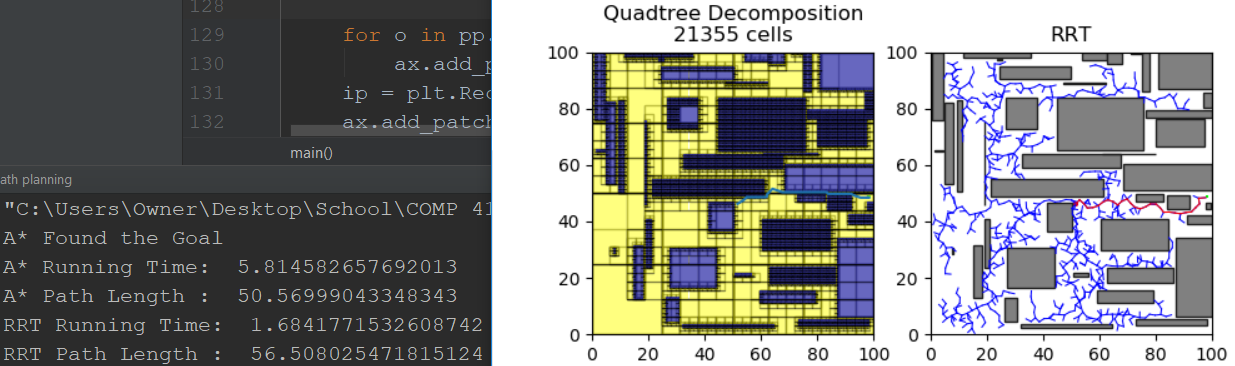 128
129 for o in pp.
130 ax.add_p
131 ip = plt.Rec
132 ax.add_patch
main()
ath planning
"C:\Users\Owner\Desktop\School\COMP 41
A* Found the Goal
A* Running Time:  5.814582657692013
A* Path Length :  50.56999043348343
RRT Running Time:  1.6841771532608742
RRT Path Length :  56.508025471815124
Quadtree Decomposition
21355 cells
100
80
60
40
20
0
0 20 40 60 80 100
RRT
100
80
60
40
20
0
0 20 40 60 80 100